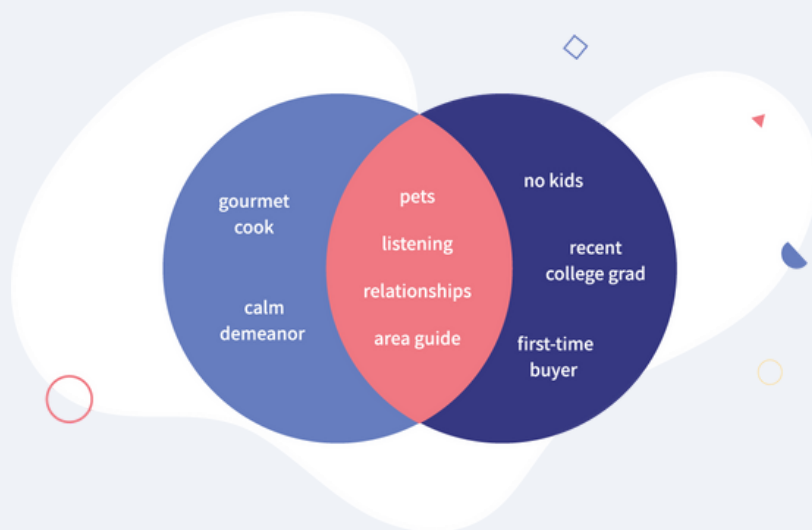 gourmet
cook
calm
demeanor
pets
listening
relationships
area guide
no kids
recent
college grad
first-time
buyer